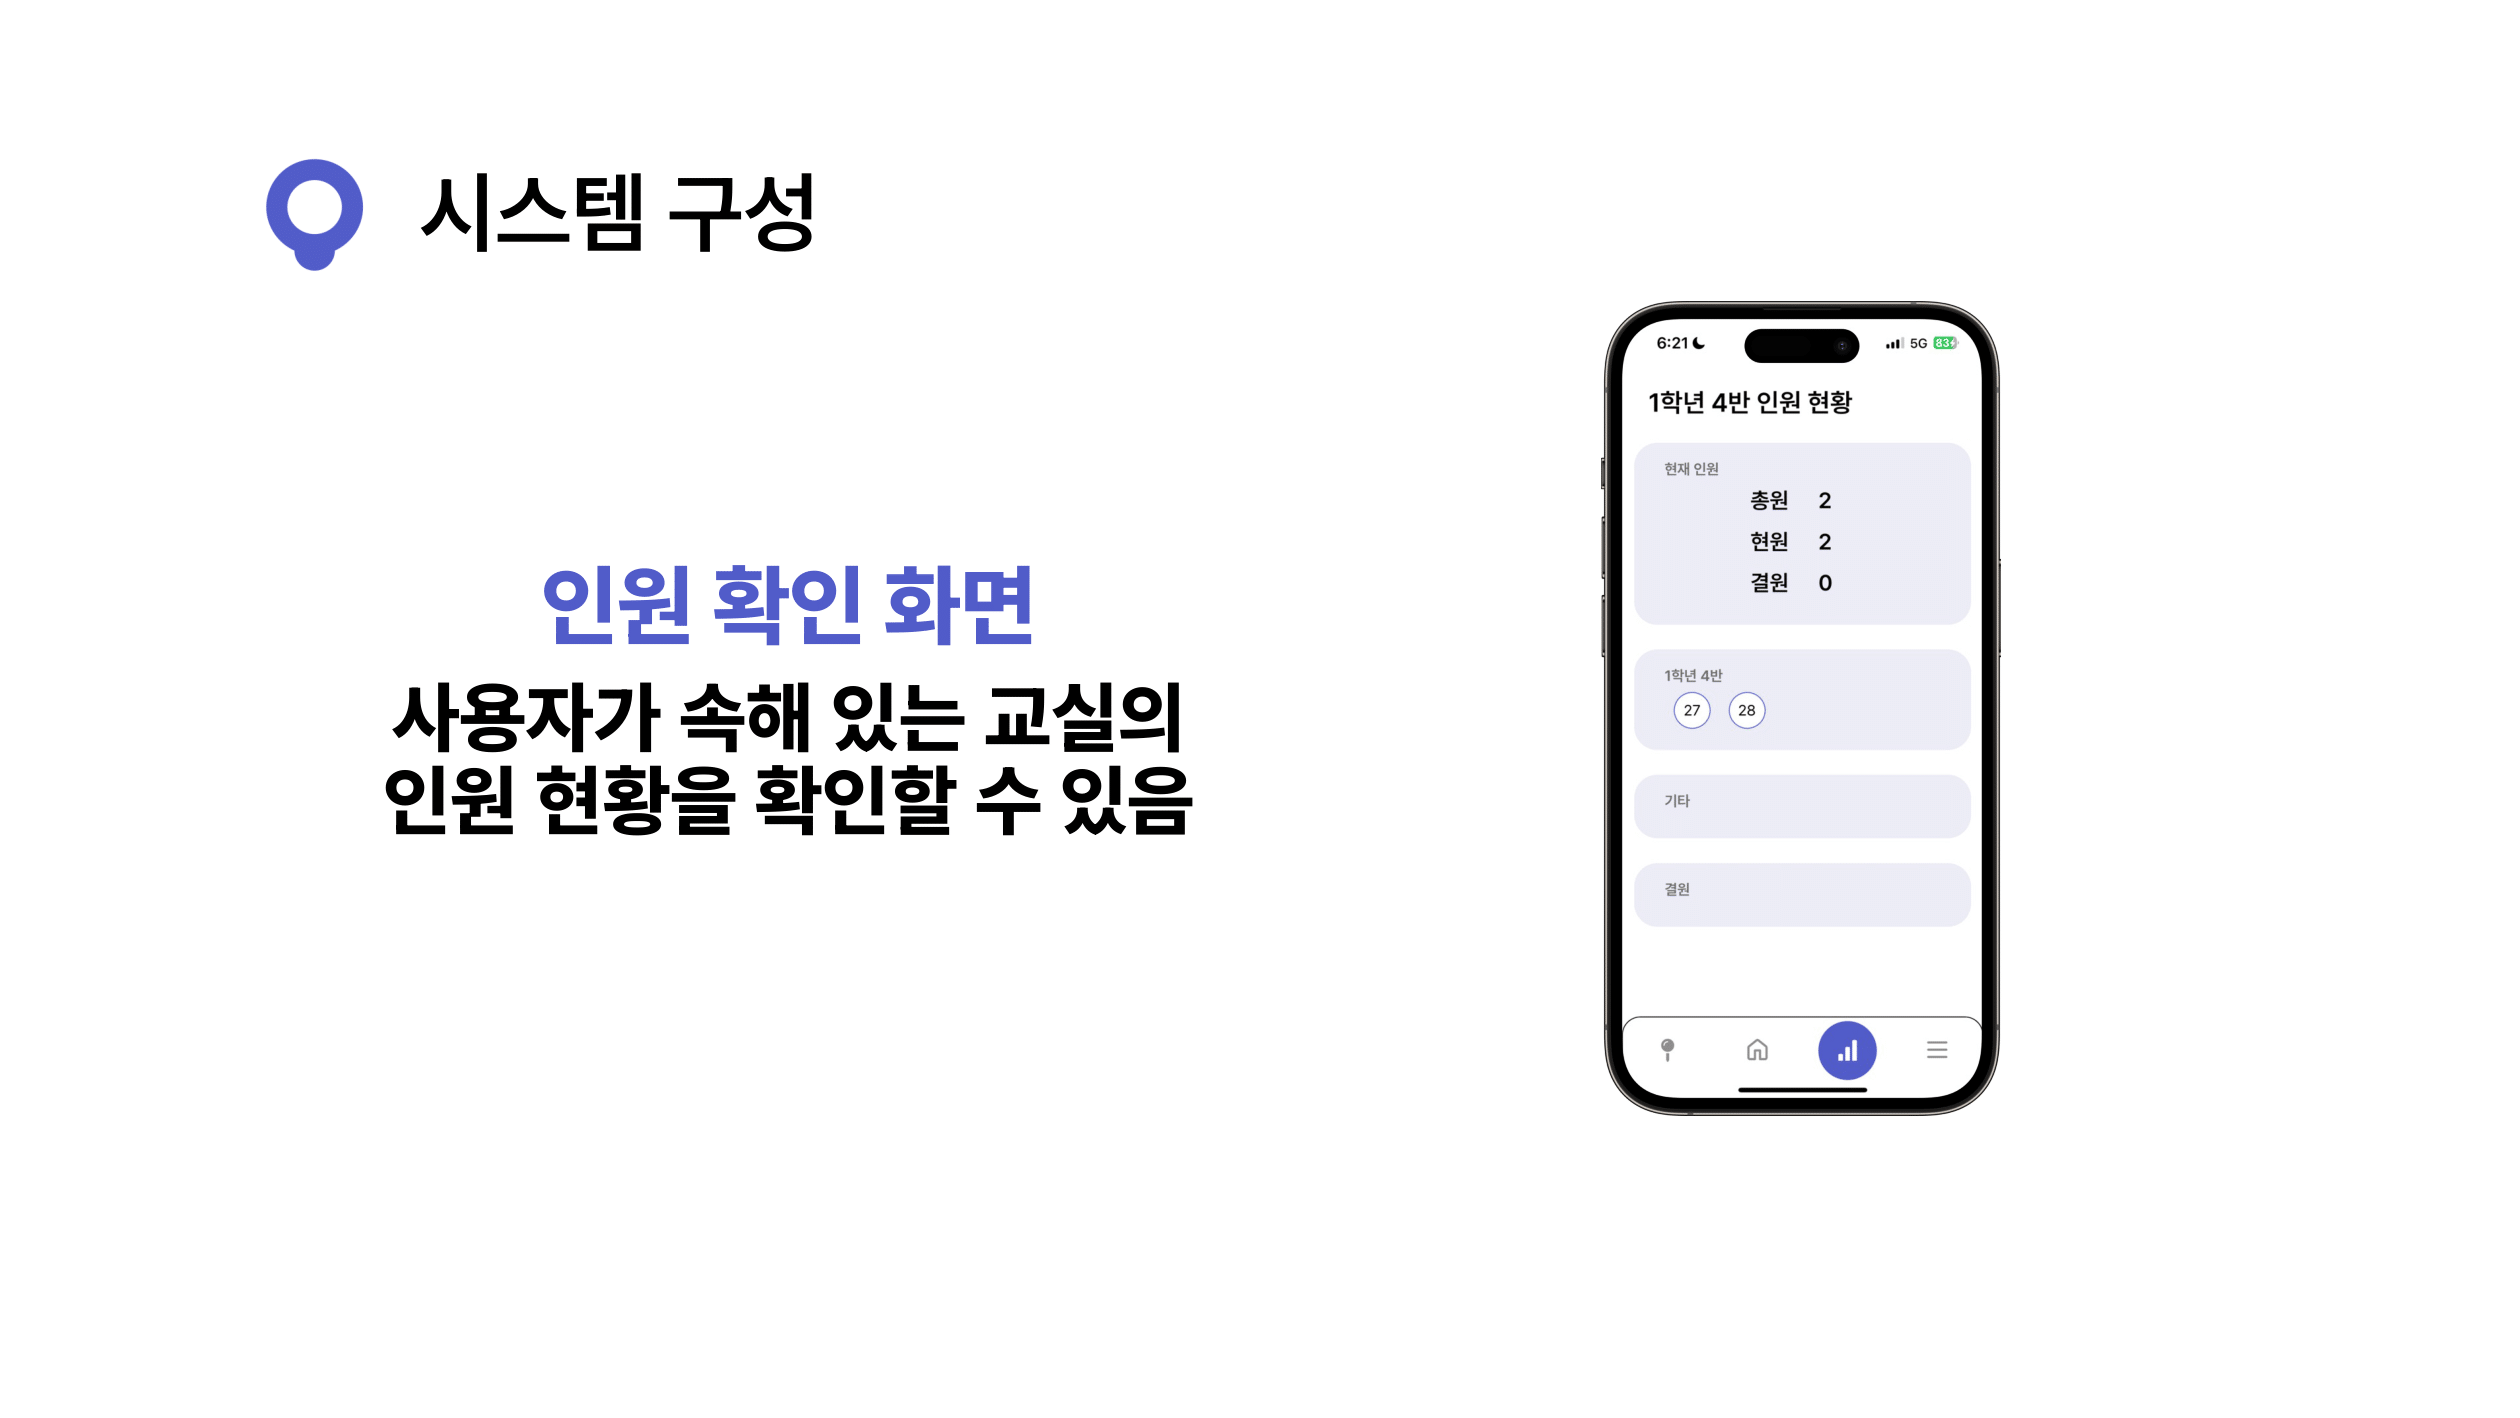 시스템 구성
인원 확인 화면
사용자가 속해 있는 교실의
인원 현황을 확인할 수 있음
6:21
5G
83
1학년 4반 인원 현황
현재 인원
총원 2
현원 2
결원 0
1학년 4반
27 28
기타
결원